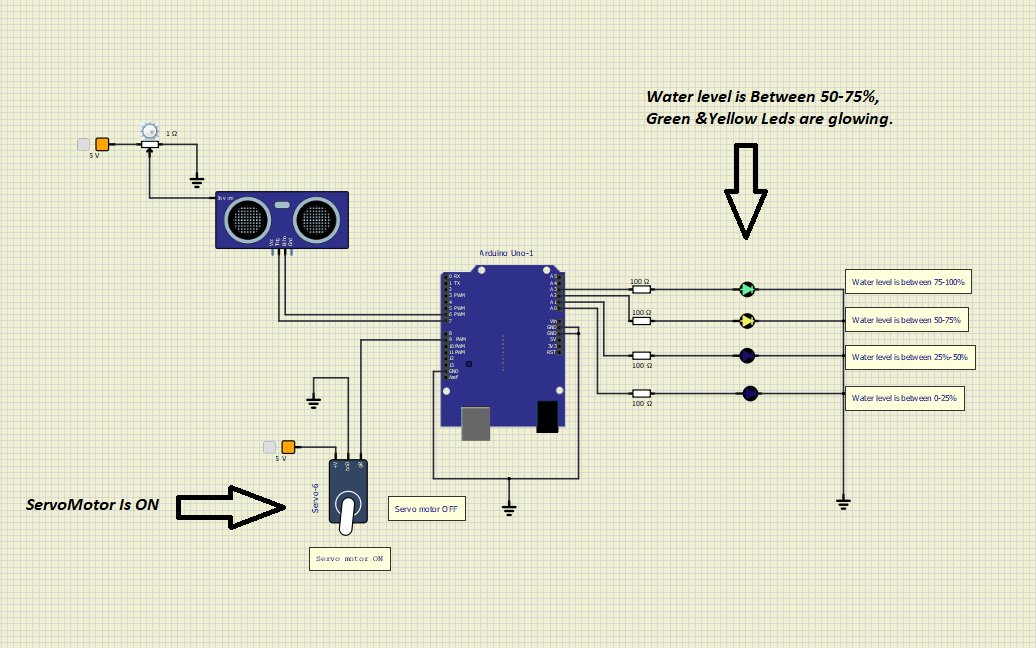 Water level is Between 50-75%,
Green &Yellow Leds are glowing.
1 Ω
5 V
Vcc
Trig
Echo
Gnd
Arduino Uno-1
0 RX
1 TX
2
3 PWM
4
5 PWM
6 PWM
7
8
9 PWM
10 PWM
11 PWM
12
13
GND
Aref
A5
A4
A3
A2
A1
A0
Vin
GND
GND
5V
3V3
RST
100 Ω
Water level is between 75-100%
100 Ω
Water level is between 50-75%
100 Ω
Water level is between 25%-50%
100 Ω
Water level is between 0-25%
5 V
ServoMotor Is ON
Servo-6
Servo motor OFF
Servo motor ON